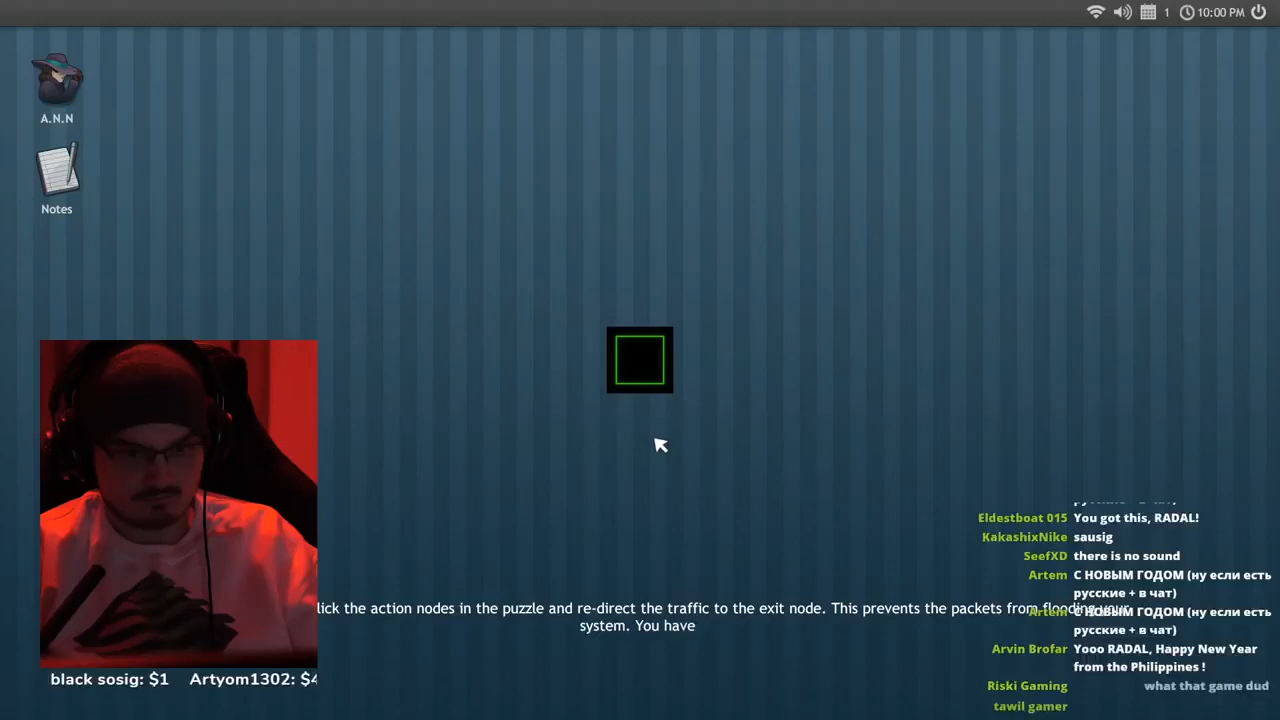 1
10:00 PM
A.N.N
Notes
Eldestboat 015 You got this, RADAL!
KakashixNike sausig
SeefXD there is no sound
Artem С НОВЫМ ГОДОМ (ну если есть
русские + в чат)
lick the action nodes in the puzzle and re-direct the traffic to the exit node. This prevents the packets from flooding your
system. You have
Artem С НОВЫМ ГОДОМ (ну если есть
русские + в чат)
Arvin Brofar Yooo RADAL, Happy New Year
from the Philippines !
black sosig: $1 Artyom1302: $4
Riski Gaming what that game dud
tawil gamer